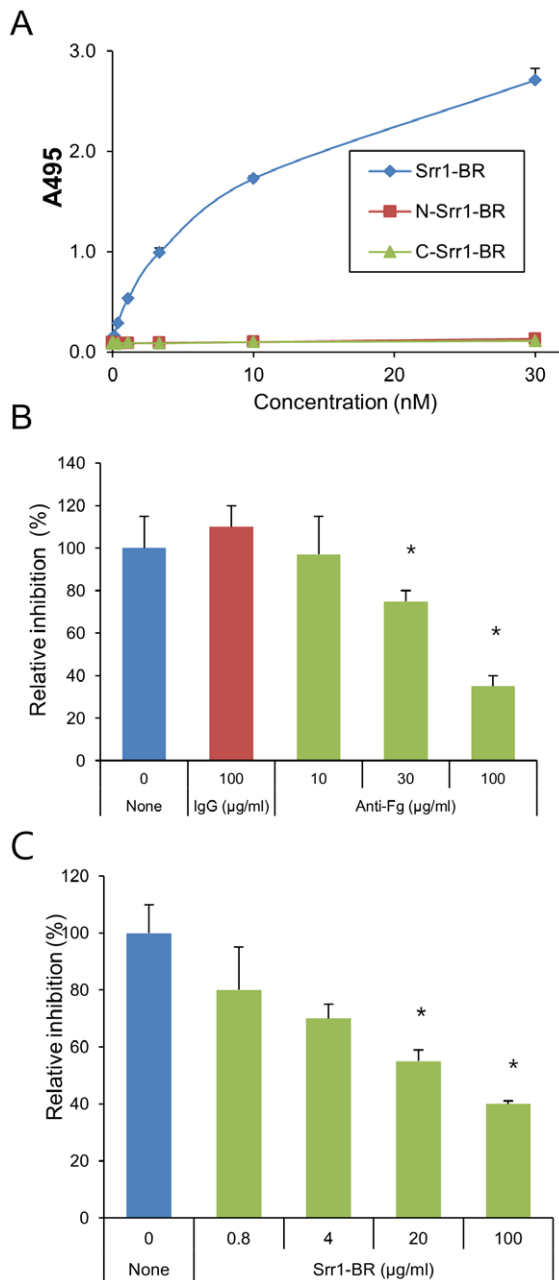 A
3.0
2.0
1.0
0.0
A495
Srr1-BR
N-Srr1-BR
C-Srr1-BR
0 10 20 30
Concentration (nM)
B
140
120
100
80
60
40
20
0
Relative inhibition (%)
*
*
0 100 10 30 100
None IgG (µg/ml) Anti-Fg (µg/ml)
C
120
100
80
60
40
20
0
Relative inhibition (%)
*
*
0 0.8 4 20 100
None Srr1-BR (µg/ml)